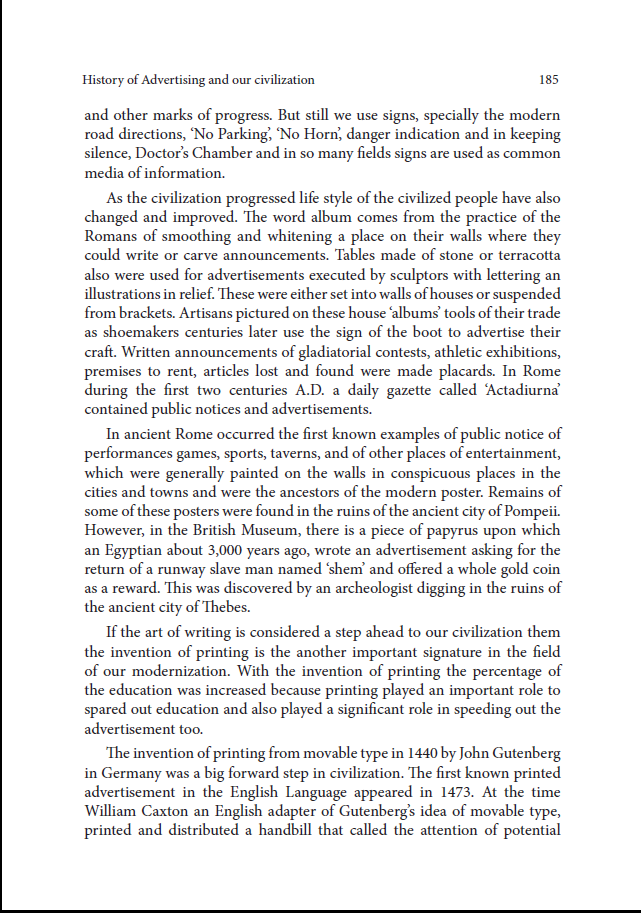 History of Advertising and our civilization 185
and other marks of progress. But still we use signs, specially the modern
road directions, ‘No Parking’, ‘No Horn’, danger indication and in keeping
silence, Doctor’s Chamber and in so many fields signs are used as common
media of information.
As the civilization progressed life style of the civilized people have also
changed and improved. The word album comes from the practice of the
Romans of smoothing and whitening a place on their walls where they
could write or carve announcements. Tables made of stone or terracotta
also were used for advertisements executed by sculptors with lettering an
illustrations in relief. These were either set into walls of houses or suspended
from brackets. Artisans pictured on these house ‘albums’ tools of their trade
as shoemakers centuries later use the sign of the boot to advertise their
craft. Written announcements of gladiatorial contests, athletic exhibitions,
premises to rent, articles lost and found were made placards. In Rome
during the first two centuries A.D. a daily gazette called ‘Actadiurna’
contained public notices and advertisements.
In ancient Rome occurred the first known examples of public notice of
performances games, sports, taverns, and of other places of entertainment,
which were generally painted on the walls in conspicuous places in the
cities and towns and were the ancestors of the modern poster. Remains of
some of these posters were found in the ruins of the ancient city of Pompeii.
However, in the British Museum, there is a piece of papyrus upon which
an Egyptian about 3,000 years ago, wrote an advertisement asking for the
return of a runway slave man named ‘shem’ and offered a whole gold coin
as a reward. This was discovered by an archeologist digging in the ruins of
the ancient city of Thebes.
If the art of writing is considered a step ahead to our civilization them
the invention of printing is the another important signature in the field
of our modernization. With the invention of printing the percentage of
the education was increased because printing played an important role to
spared out education and also played a significant role in speeding out the
advertisement too.
The invention of printing from movable type in 1440 by John Gutenberg
in Germany was a big forward step in civilization. The first known printed
advertisement in the English Language appeared in 1473. At the time
William Caxton an English adapter of Gutenberg’s idea of movable type,
printed and distributed a handbill that called the attention of potential